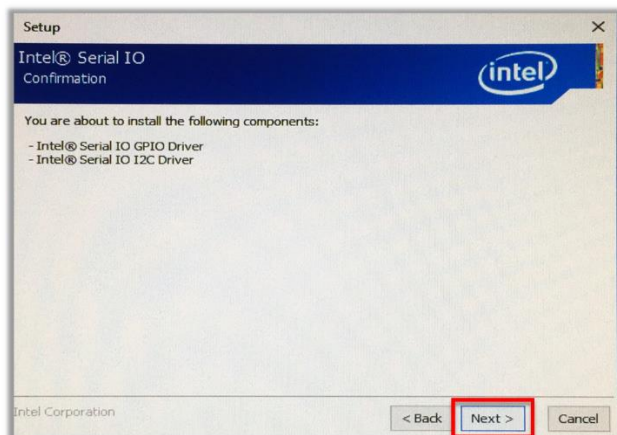 Setup
Intel® Serial IO
Confirmation
intel
You are about to install the following components:
- Intel® Serial IO GPIO Driver
- Intel® Serial IO I2C Driver
Intel Corporation
< Back
Next >
Cancel